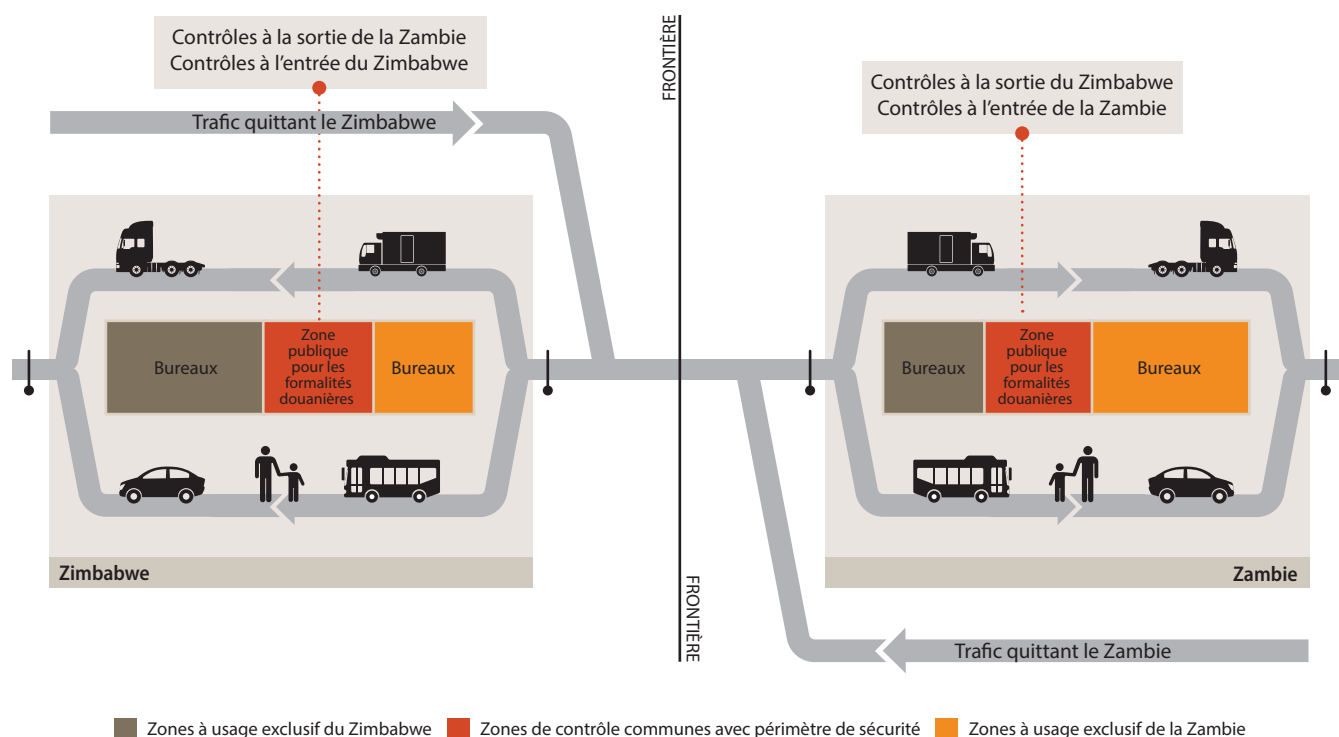 Contrôles à la sortie de la Zambie
Contrôles à l'entrée du Zimbabwe
FRONTIÈRE
Contrôles à la sortie du Zimbabwe
Contrôles à l'entrée de la Zambie
Trafic quittant le Zimbabwe
Bureaux
Zone
publique
pour les
formalités
douanières
Bureaux
Bureaux
Zone
publique
pour les
formalités
douanières
Bureaux
Zimbabwe
Zambie
FRONTIÈRE
Trafic quittant le Zambie
Zones à usage exclusif du Zimbabwe
Zones de contrôle communes avec périmètre de sécurité
Zones à usage exclusif de la Zambie